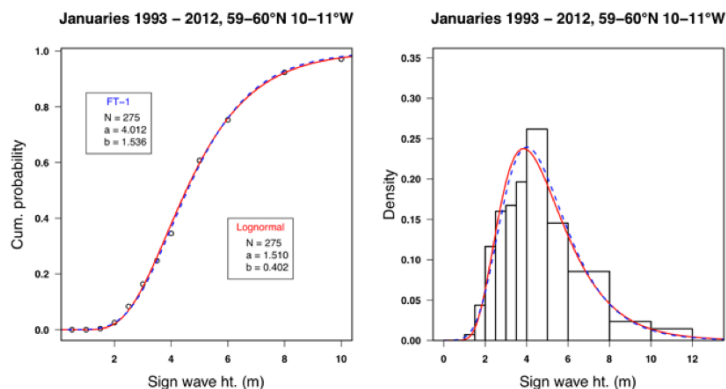 Januaries 1993 – 2012, 59–60°N 10–11°W
Cum. probability
1.0
0.8
0.6
0.4
0.2
0.0
FT–1
N = 275
a = 4.012
b = 1.536
Lognormal
N = 275
a = 1.510
b = 0.402
2 4 6 8 10
Sign wave ht. (m)
Januaries 1993 – 2012, 59–60°N 10–11°W
Density
0.35
0.30
0.25
0.20
0.15
0.10
0.05
0.00
0 2 4 6 8 10 12
Sign wave ht. (m)